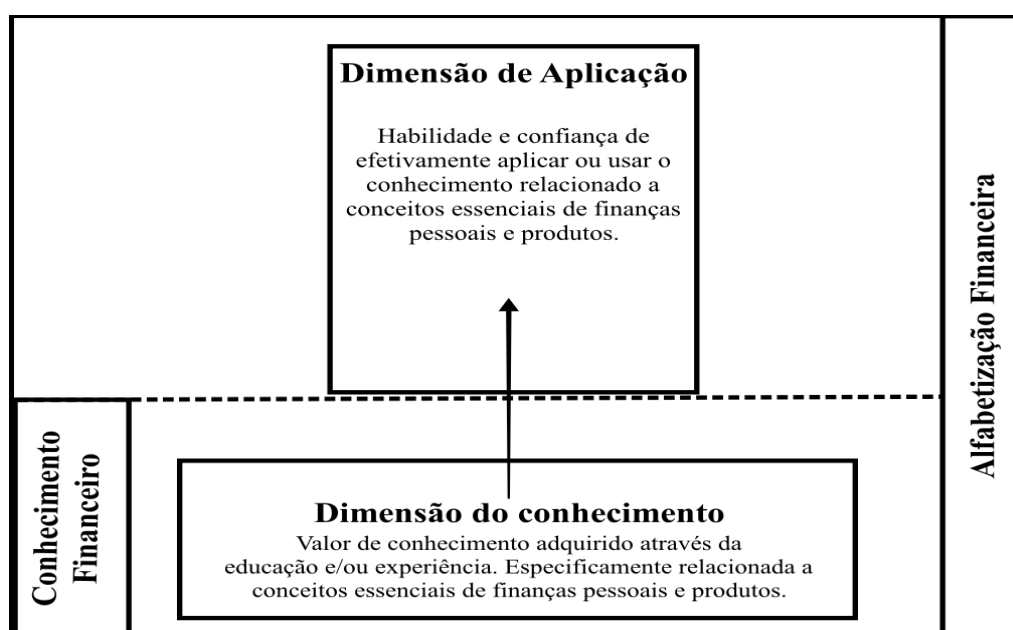 Dimensão de Aplicação
Habilidade e confiança de
efetivamente aplicar ou usar o
conhecimento relacionado a
conceitos essenciais de finanças
pessoais e produtos.
Alfabetização Financeira
Conhecimento
Financeiro
Dimensão do conhecimento
Valor de conhecimento adquirido através da
educação e/ou experiência. Especificamente relacionada a
conceitos essenciais de finanças pessoais e produtos.